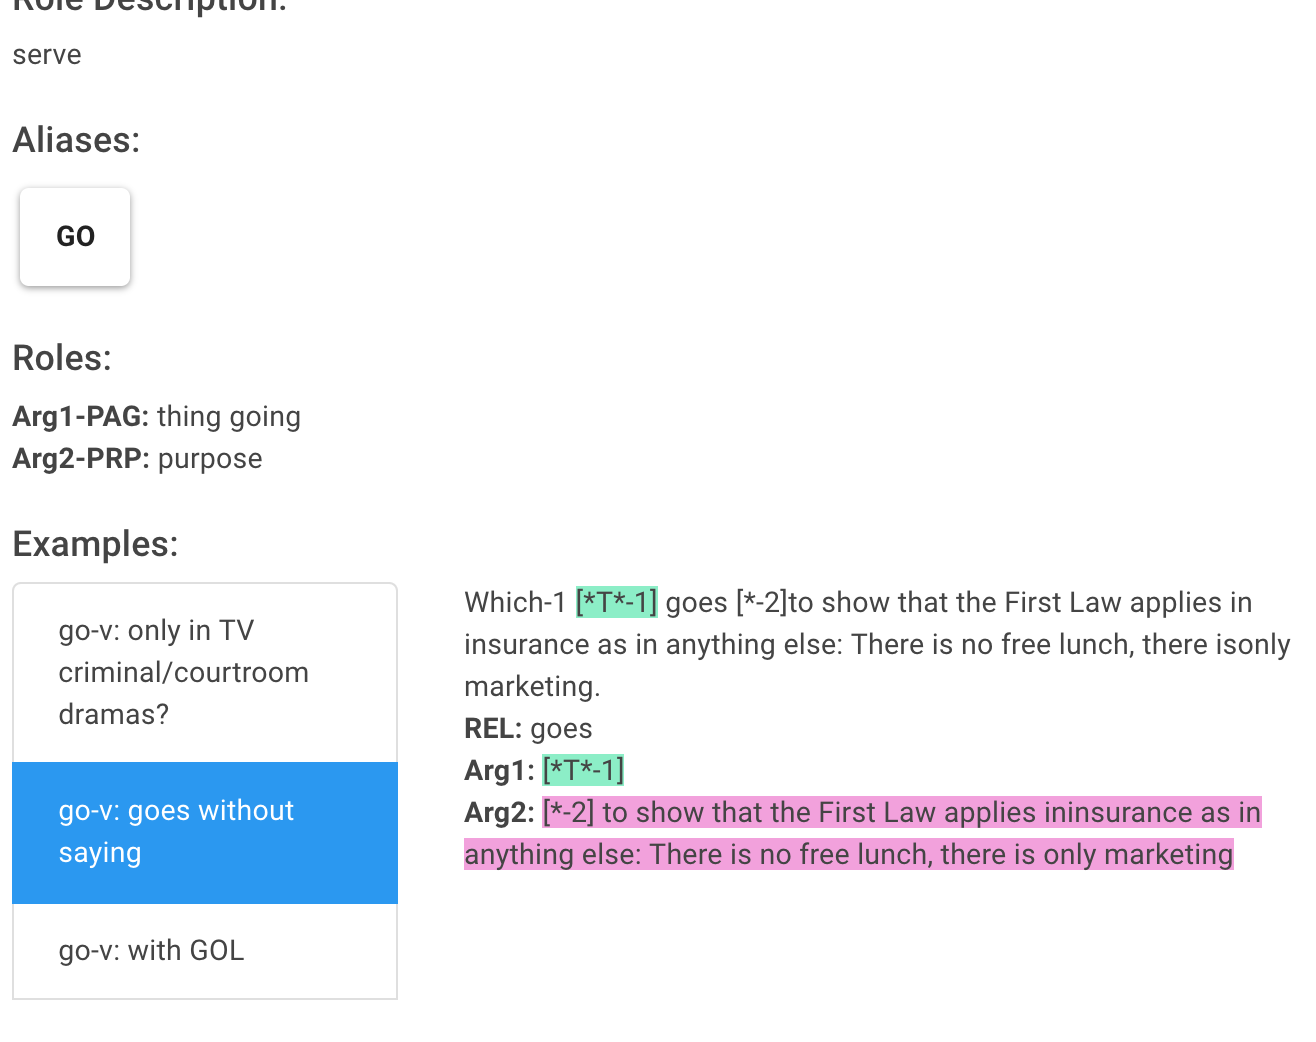 Role Description:
serve
Aliases:
GO
Roles:
Arg1-PAG: thing going
Arg2-PRP: purpose
Examples:
go-v: only in TV
criminal/courtroom
dramas?
go-v: goes without
saying
go-v: with GOL
Which-1 [*T*-1] goes [*-2]to show that the First Law applies in
insurance as in anything else: There is no free lunch, there isonly
marketing.
REL: goes
Arg1: [*T*-1]
Arg2: [*-2] to show that the First Law applies ininsurance as in
anything else: There is no free lunch, there is only marketing